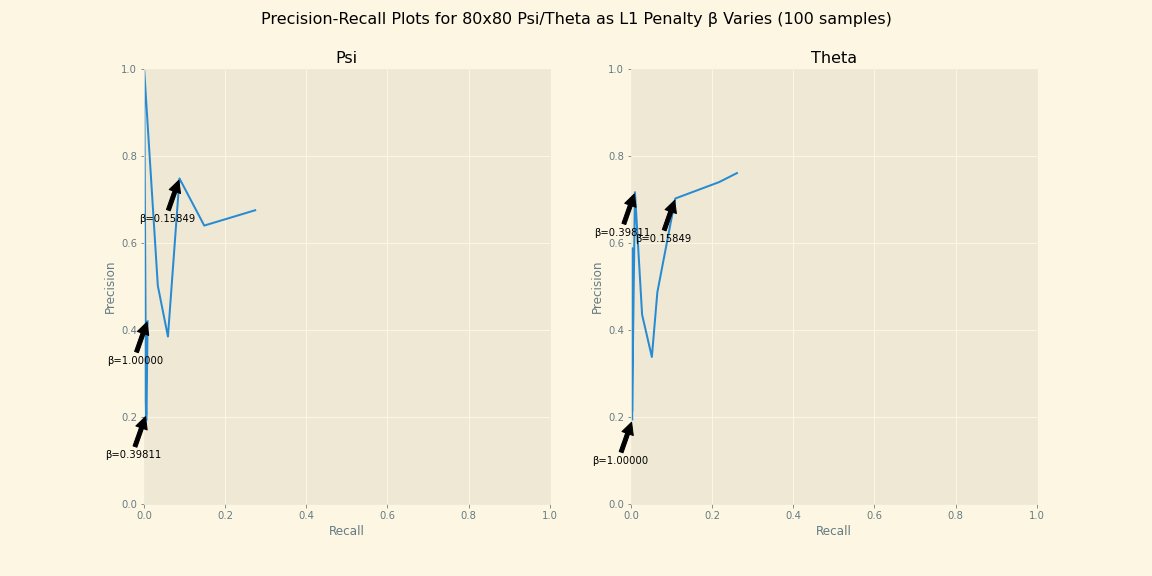 Precision-Recall Plots for 80x80 Psi/Theta as L1 Penalty β Varies (100 samples)
Psi
1.0
0.8
0.6
0.4
0.2
0.0
Precision
β=0.15849
β=1.00000
β=0.39811
0.0 0.2 0.4 0.6 0.8 1.0
Recall
Theta
1.0
0.8
0.6
0.4
0.2
0.0
Precision
β=0.39811
β=0.15849
β=1.00000
0.0 0.2 0.4 0.6 0.8 1.0
Recall